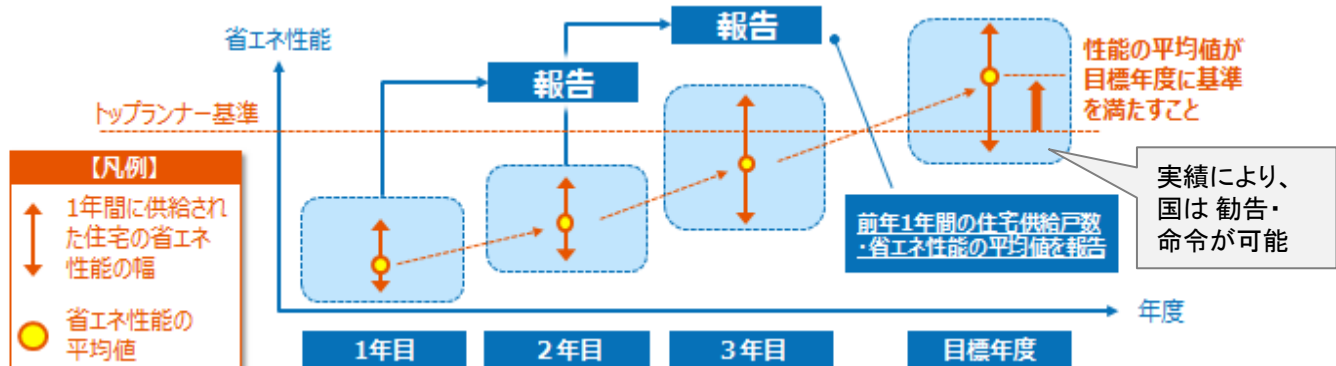 報告
省エネ性能
報告
トップランナー基準
性能の平均値が
目標年度に基準
を満たすこと
【凡例】
1年間に供給され
た住宅の省エネ
性能の幅
省エネ性能の
平均値
実績により、
国は 勧告・
命令が可能
前年1年間の住宅供給戸数
・省エネ性能の平均値を報告
年度
1年目
2年目
3年目
目標年度